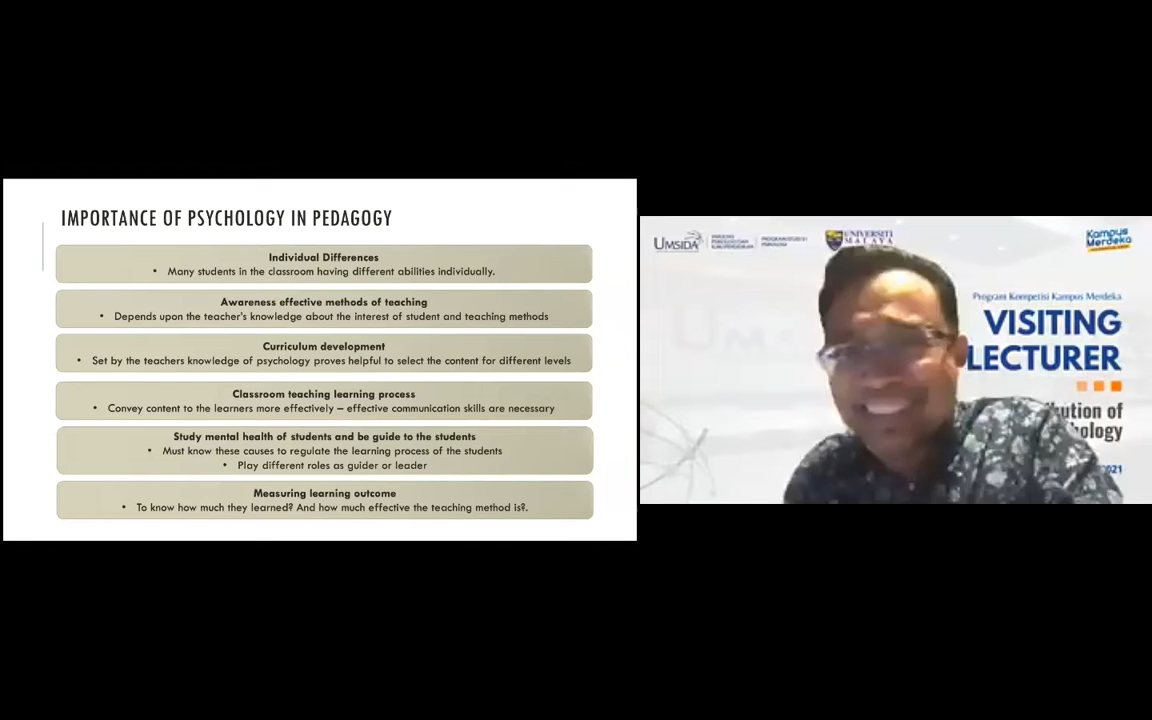 IMPORTANCE OF PSYCHOLOGY IN PEDAGOGY
Individual Differences
• Many students in the classroom having different abilities individually.
Awareness effective methods of teaching
• Depends upon the teacher's knowledge about the interest of student and teaching methods
Curriculum development
• Set by the teachers knowledge of psychology proves helpful to select the content for different levels
Classroom teaching learning process
• Convey content to the learners more effectively – effective communication skills are necessary
Study mental health of students and be guide to the students
• Must know these causes to regulate the learning process of the students
• Play different roles as guider or leader
Measuring learning outcome
• To know how much they learned? And how much effective the teaching method is?.
UMSIDA
UNIVERSITI
MALAYA
Kampus
Merdeka
Program Kompetisi Kampus Merdeka
VISITING
LECTURER
of
2021